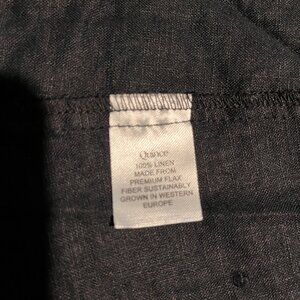 Quince
100% LINEN
MADE FROM
PREMIUM FLAX
FIBER SUSTAINABLY
GROWN IN WESTERN
EUROPE